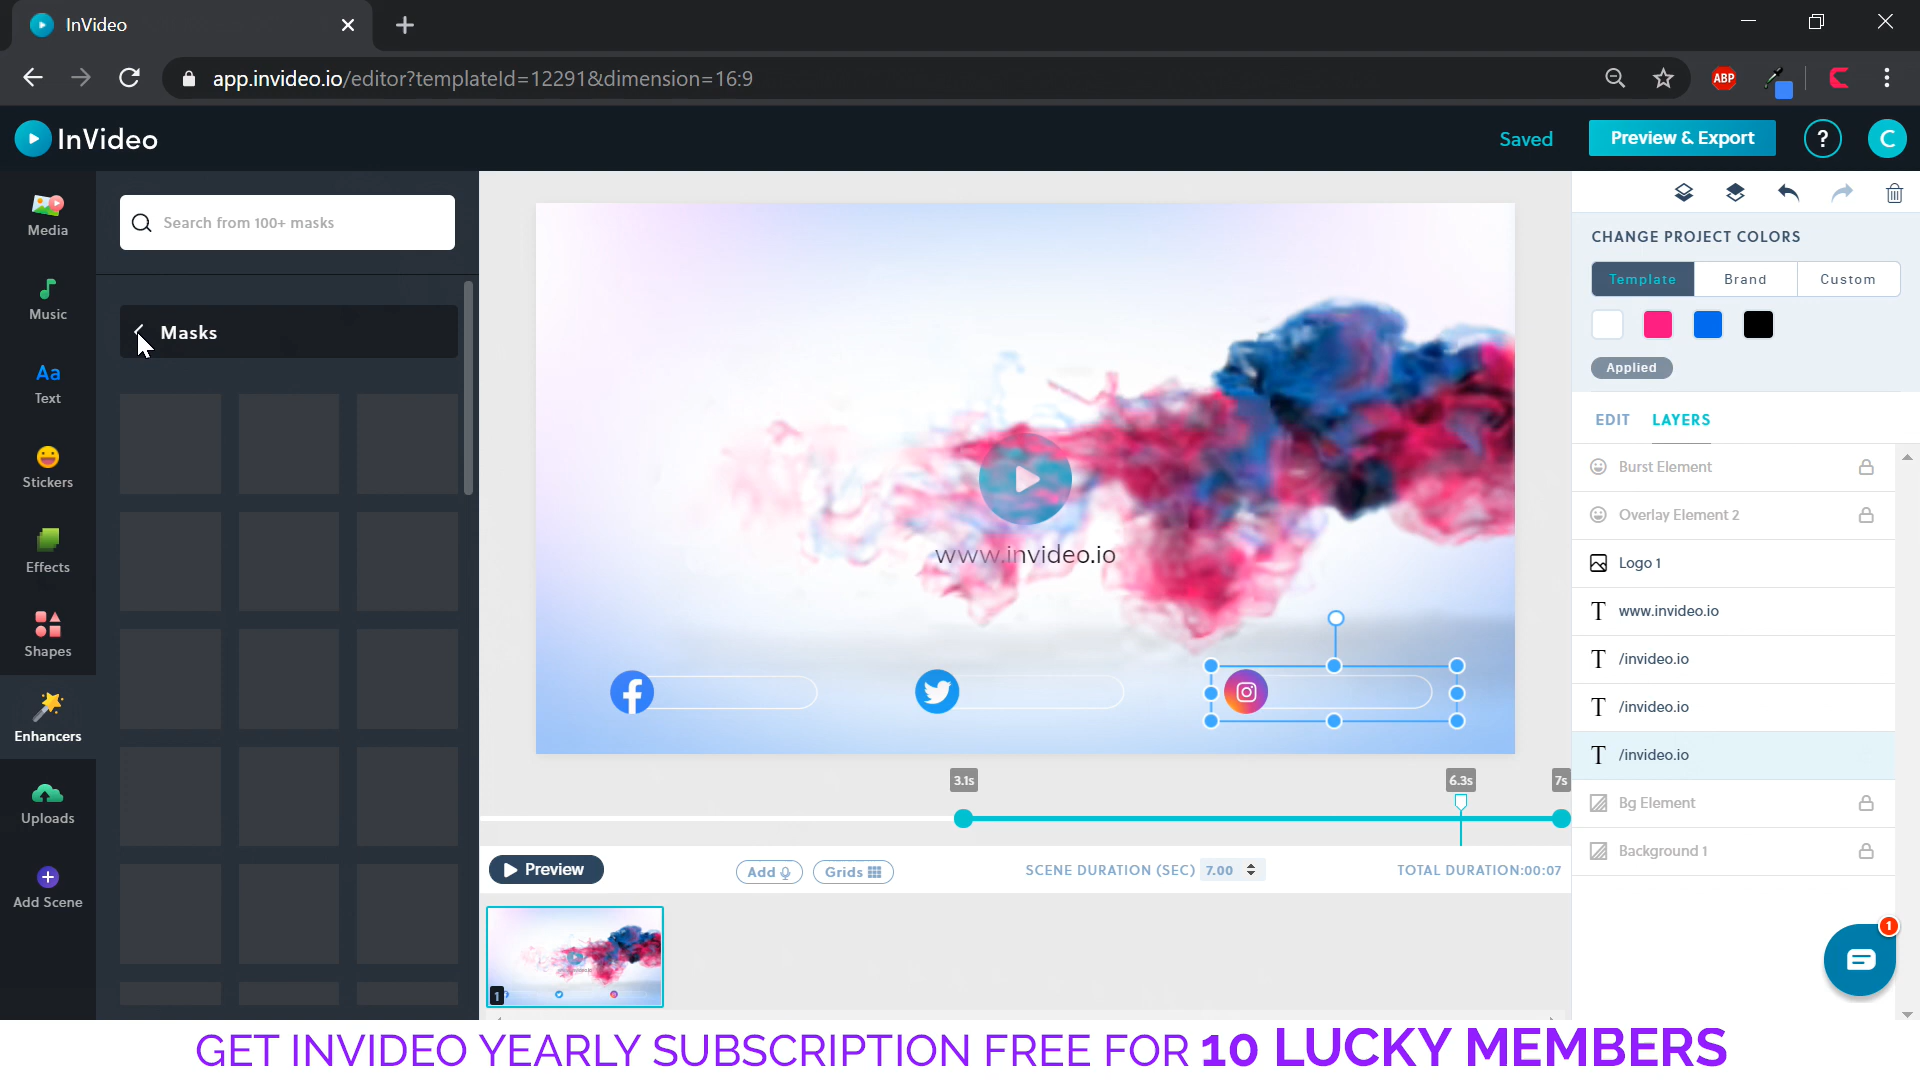 InVideo
app.invideo.io/editor?templateId=12291&dimension=16:9
ABP
InVideo
Saved
Preview & Export
?
C
Media
Music
Aa
Text
Stickers
Effects
Shapes
Enhancers
Uploads
Add Scene
Search from 100+ masks
Masks
www.invideo.io
3.1s
6.3s
7s
Preview
Add
Grids
SCENE DURATION (SEC) 7.00
TOTAL DURATION:00:07
1
CHANGE PROJECT COLORS
Template
Brand
Custom
Applied
EDIT
LAYERS
Burst Element
Overlay Element 2
Logo 1
T www.invideo.io
T /invideo.io
T /invideo.io
T /invideo.io
Bg Element
Background 1
1
GET INVIDEO YEARLY SUBSCRIPTION FREE FOR 10 LUCKY MEMBERS